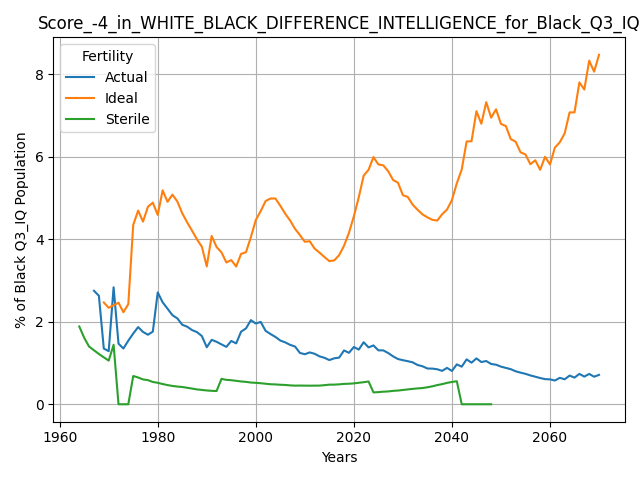 Score_-4_in_WHITE_BLACK_DIFFERENCE_INTELLIGENCE_for_Black_Q3_IQ
Fertility
Actual
Ideal
Sterile
% of Black Q3_IQ Population
8
6
4
2
0
1960 1980 2000 2020 2040 2060
Years